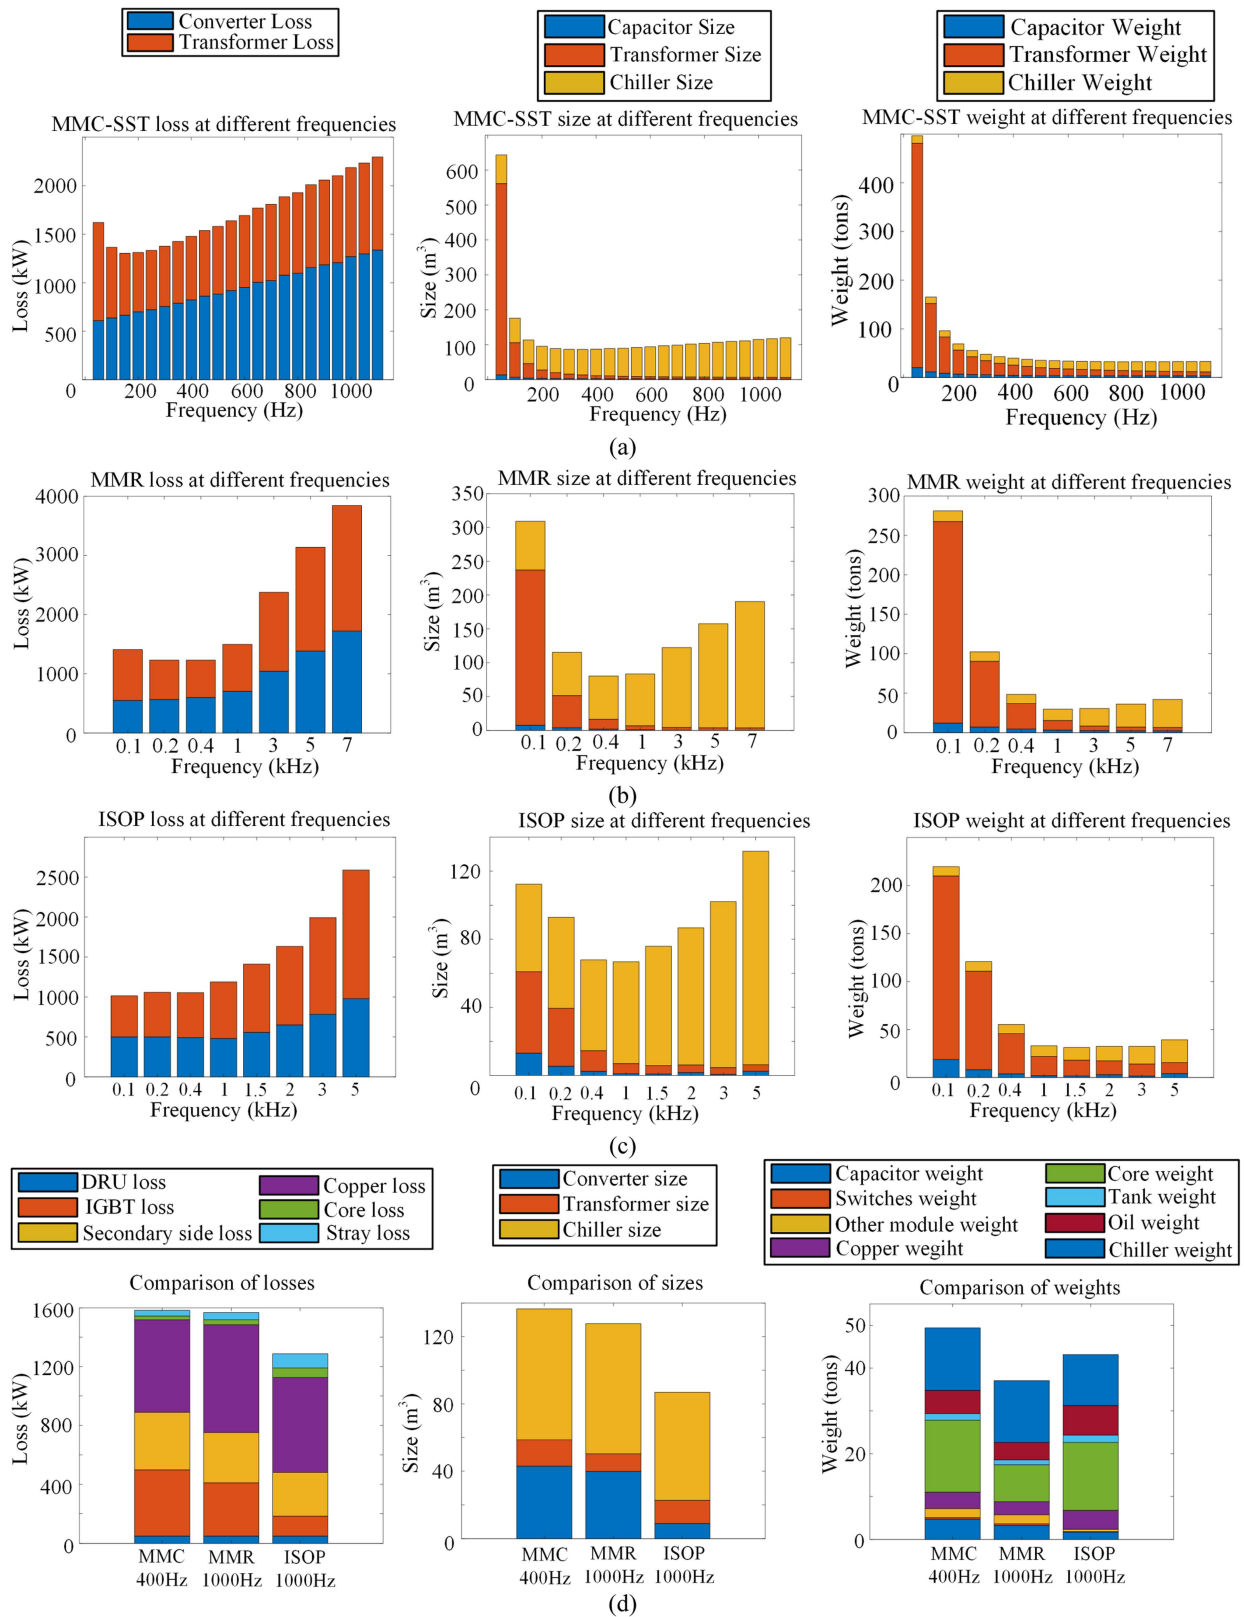 Converter Loss
Transformer Loss
Capacitor Size
Transformer Size
Chiller Size
Capacitor Weight
Transformer Weight
Chiller Weight
MMC-SST loss at different frequencies
Loss (kW)
2000
1500
1000
500
0
200 400 600 800 1000
Frequency (Hz)
MMC-SST size at different frequencies
Size (m³)
600
500
400
300
200
100
0
200 400 600 800 1000
Frequency (Hz)
MMC-SST weight at different frequencies
Weight (tons)
400
300
200
100
0
200 400 600 800 1000
Frequency (Hz)
(a)
MMR loss at different frequencies
Loss (kW)
4000
3000
2000
1000
0
0.1 0.2 0.4 1 3 5 7
Frequency (kHz)
MMR size at different frequencies
Size (m³)
350
300
250
200
150
100
50
0
0.1 0.2 0.4 1 3 5 7
Frequency (kHz)
MMR weight at different frequencies
Weight (tons)
300
250
200
150
100
50
0
0.1 0.2 0.4 1 3 5 7
Frequency (kHz)
(b)
ISOP loss at different frequencies
Loss (kW)
2500
2000
1500
1000
500
0
0.1 0.2 0.4 1 1.5 2 3 5
Frequency (kHz)
ISOP size at different frequencies
Size (m³)
120
80
40
0
0.1 0.2 0.4 1 1.5 2 3 5
Frequency (kHz)
ISOP weight at different frequencies
Weight (tons)
200
150
100
50
0
0.1 0.2 0.4 1 1.5 2 3 5
Frequency (kHz)
(c)
DRU loss
IGBT loss
Secondary side loss
Copper loss
Core loss
Stray loss
Converter size
Transformer size
Chiller size
Capacitor weight
Switches weight
Other module weight
Copper wegiht
Core weight
Tank weight
Oil weight
Chiller weight
Comparison of losses
Loss (kW)
1600
1200
800
400
0
MMC MMR ISOP
400Hz 1000Hz 1000Hz
Comparison of sizes
Size (m³)
120
80
40
0
MMC MMR ISOP
400Hz 1000Hz 1000Hz
Comparison of weights
Weight (tons)
50
40
20
0
MMC MMR ISOP
400Hz 1000Hz 1000Hz
(d)